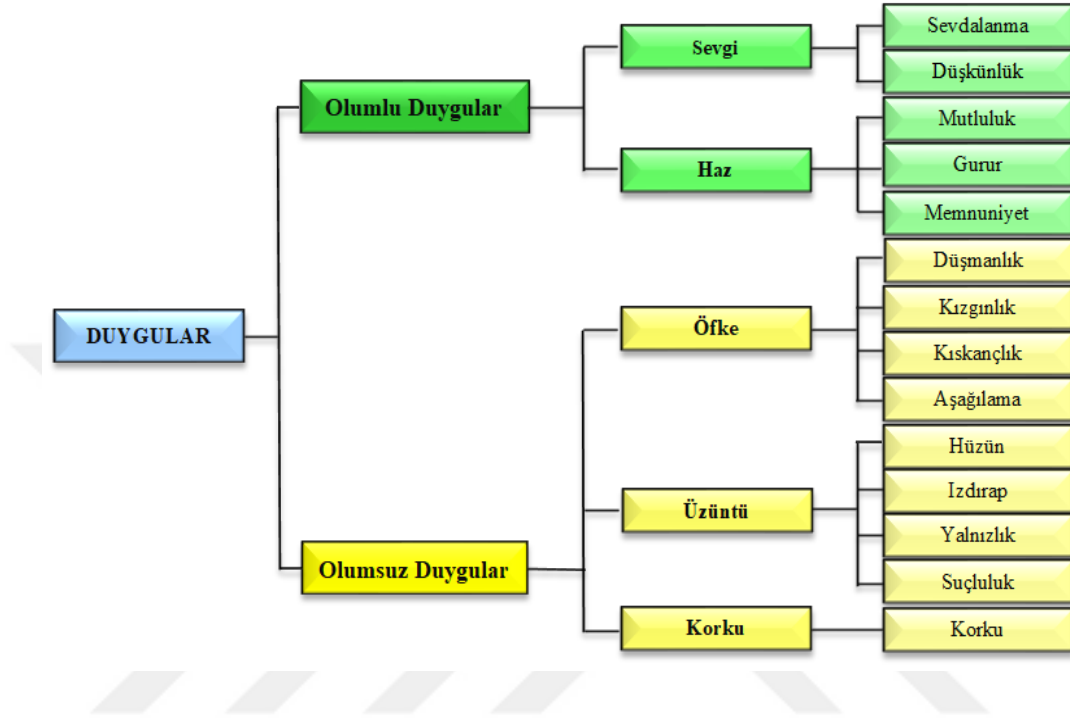 DUYGULAR
Olumlu Duygular
Sevgi
Sevdalanma
Düşkünlük
Haz
Mutluluk
Gurur
Memnuniyet
Olumsuz Duygular
Öfke
Düşmanlık
Kızgınlık
Kıskançlık
Aşağılama
Üzüntü
Hüzün
Izdırap
Yalnızlık
Suçluluk
Korku
Korku